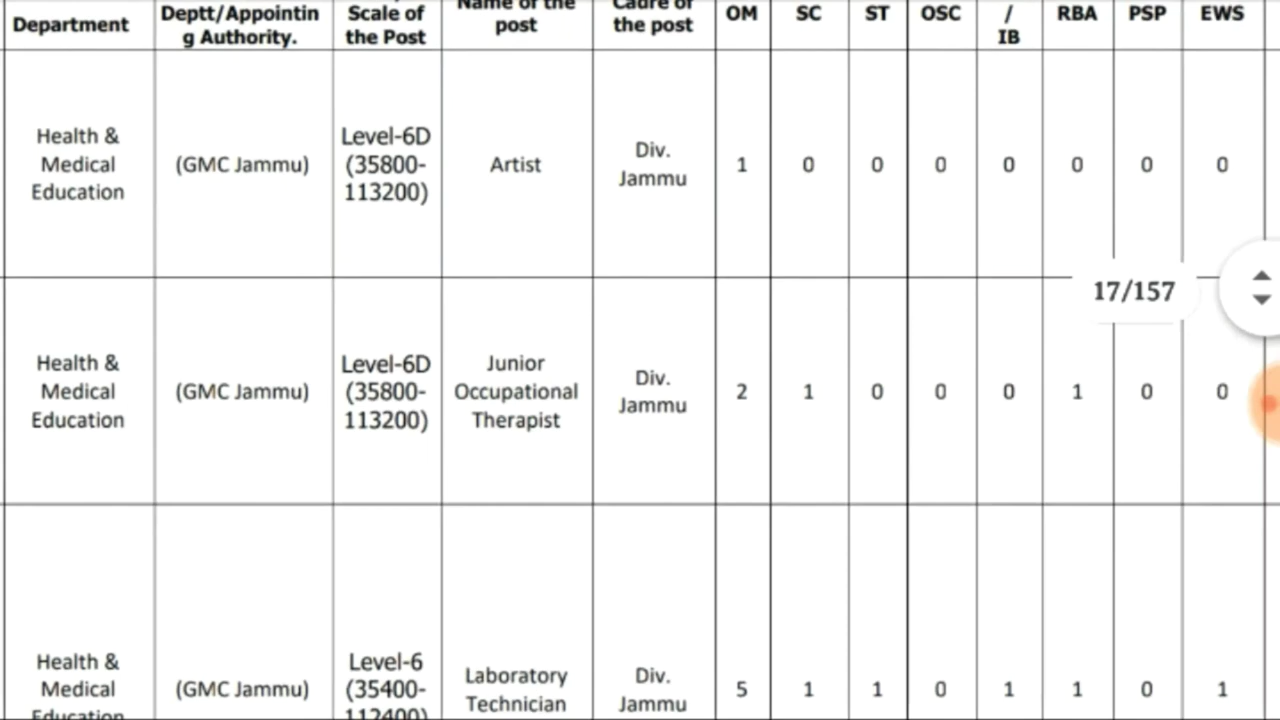 Department
Deptt/Appointin
g Authority.
Scale of
the Post
Name of the
post
Cadre of
the post
OM
SC
ST
OSC
/
IB
RBA
PSP
EWS
Health &
Medical
Education
(GMC Jammu)
Level-6D
(35800-
113200)
Artist
Div.
Jammu
1
0
0
0
0
0
0
0
17/157
Health &
Medical
Education
(GMC Jammu)
Level-6D
(35800-
113200)
Junior
Occupational
Therapist
Div.
Jammu
2
1
0
0
0
1
0
0
Health &
Medical
Education
(GMC Jammu)
Level-6
(35400-
112400)
Laboratory
Technician
Div.
Jammu
5
1
1
0
1
1
0
1